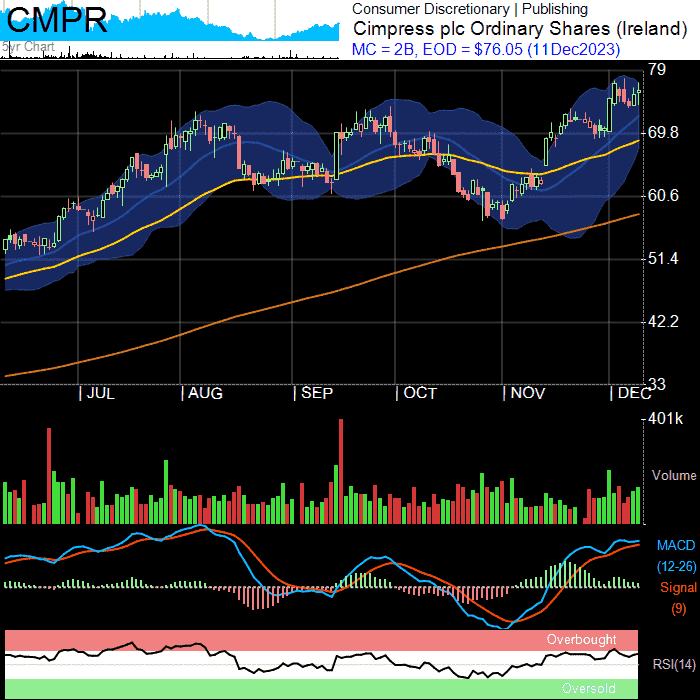 CMPR
5yr Chart
Consumer Discretionary | Publishing
Cimpress plc Ordinary Shares (Ireland)
MC = 2B, EOD = $76.05 (11Dec2023)
79
69.8
60.6
51.4
42.2
33
| JUL | AUG | SEP | OCT | NOV | DEC
401k
Volume
MACD
(12-26)
Signal
(9)
Overbought
RSI(14)
Oversold